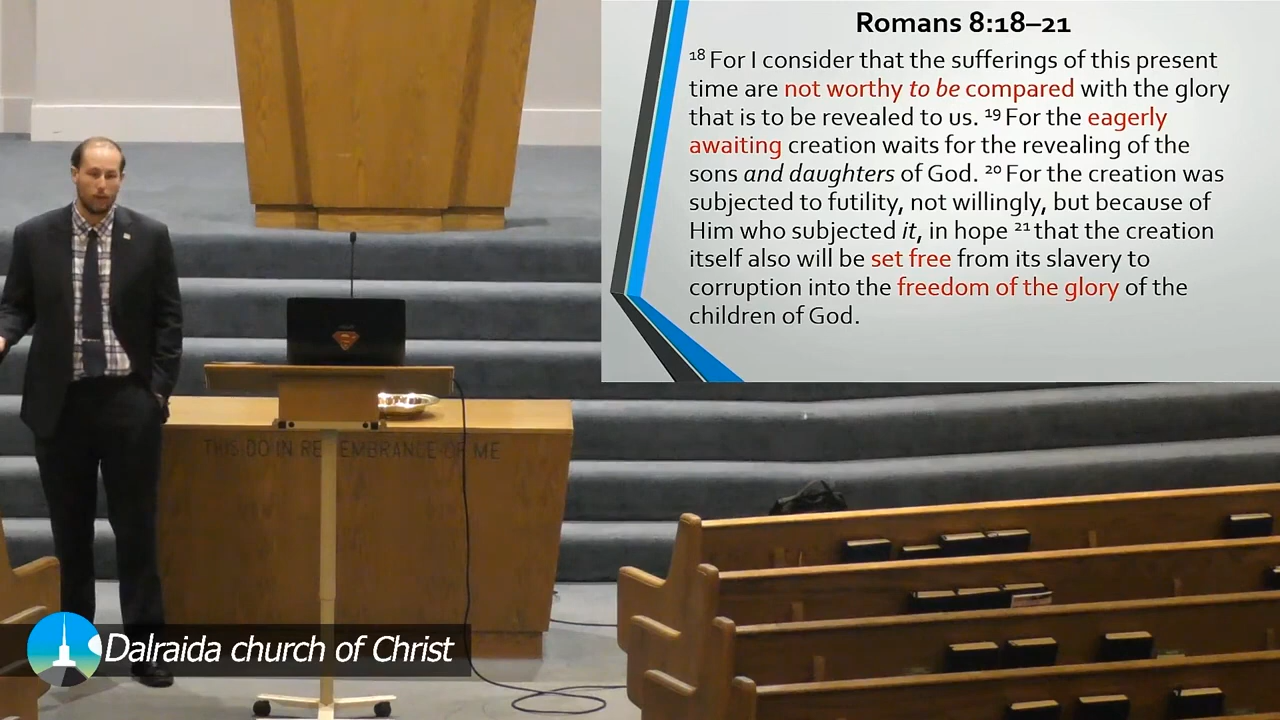 Romans 8:18–21
18 For I consider that the sufferings of this present
time are not worthy to be compared with the glory
that is to be revealed to us. 19 For the eagerly
awaiting creation waits for the revealing of the
sons and daughters of God. 20 For the creation was
subjected to futility, not willingly, but because of
Him who subjected it, in hope 21 that the creation
itself also will be set free from its slavery to
corruption into the freedom of the glory of the
children of God.
THIS DO IN RE EMBRANCE OF ME
Dalraida church of Christ